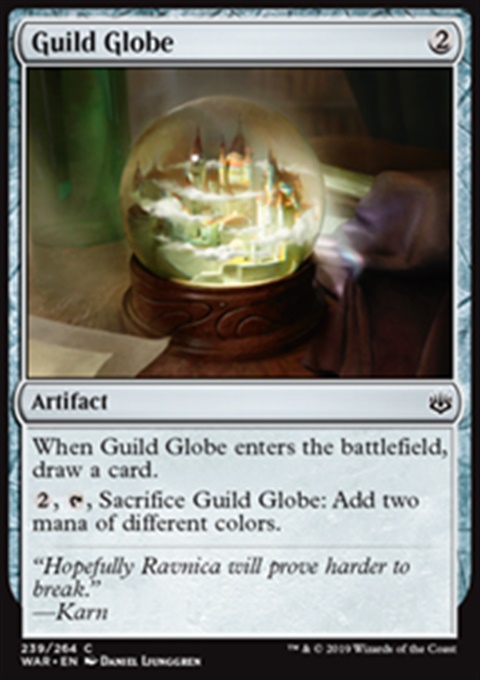 Guild Globe 2
Artifact
When Guild Globe enters the battlefield,
draw a card.
2, , Sacrifice Guild Globe: Add two
mana of different colors.
“Hopefully Ravnica will prove harder to
break.”
—Karn
239/264 C
WAR • EN Daniel Ljunggren
™ & © 2019 Wizards of the Coast